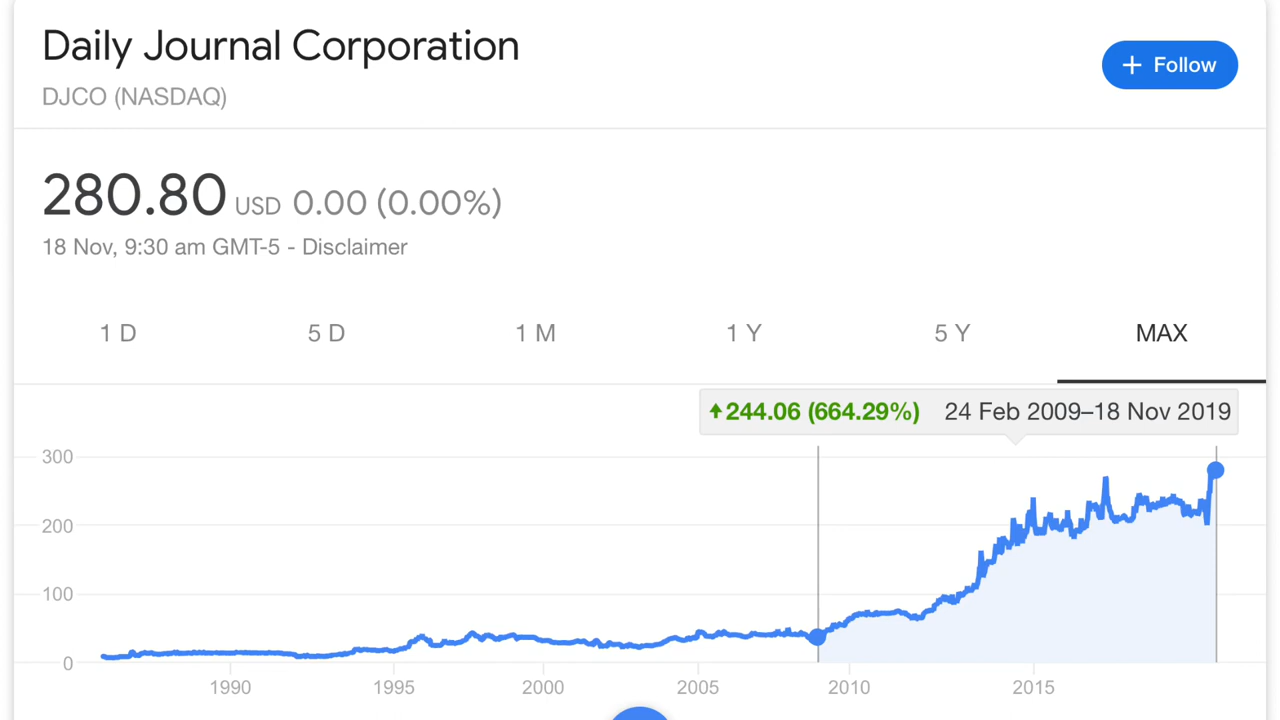 Daily Journal Corporation
+ Follow
DJCO (NASDAQ)
280.80 USD 0.00 (0.00%)
18 Nov, 9:30 am GMT-5 - Disclaimer
1 D 5 D 1 M 1 Y 5 Y MAX
244.06 (664.29%) 24 Feb 2009–18 Nov 2019
300
200
100
0
1990 1995 2000 2005 2010 2015